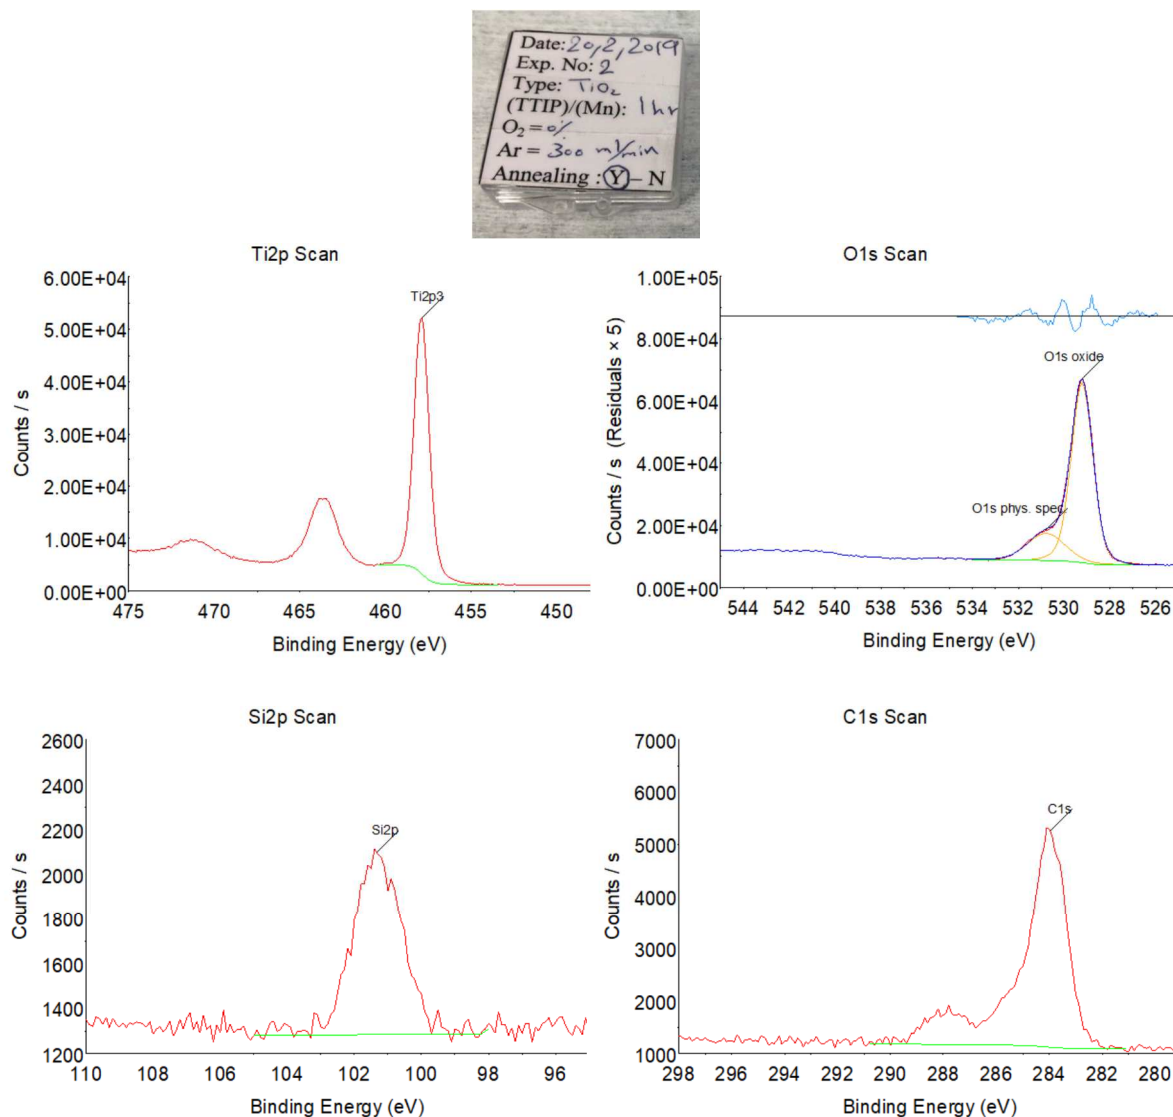 Date: 20,2,2019
Exp. No: 2
Type: TiO₂
(TTIP)/(Mn): 1hr
O₂ = 0%
Ar = 300 ml/min
Annealing : Y – N
Ti2p Scan
6.00E+04
5.00E+04
4.00E+04
3.00E+04
2.00E+04
1.00E+04
0.00E+00
Counts / s
Ti2p3
475 470 465 460 455 450
Binding Energy (eV)
O1s Scan
1.00E+05
8.00E+04
6.00E+04
4.00E+04
2.00E+04
0.00E+00
Counts / s (Residuals × 5)
O1s oxide
O1s phys. spec
544 542 540 538 536 534 532 530 528 526
Binding Energy (eV)
Si2p Scan
2600
2400
2200
2000
1800
1600
1400
1200
Counts / s
Si2p
110 108 106 104 102 100 98 96
Binding Energy (eV)
C1s Scan
7000
6000
5000
4000
3000
2000
1000
Counts / s
C1s
298 296 294 292 290 288 286 284 282 280
Binding Energy (eV)